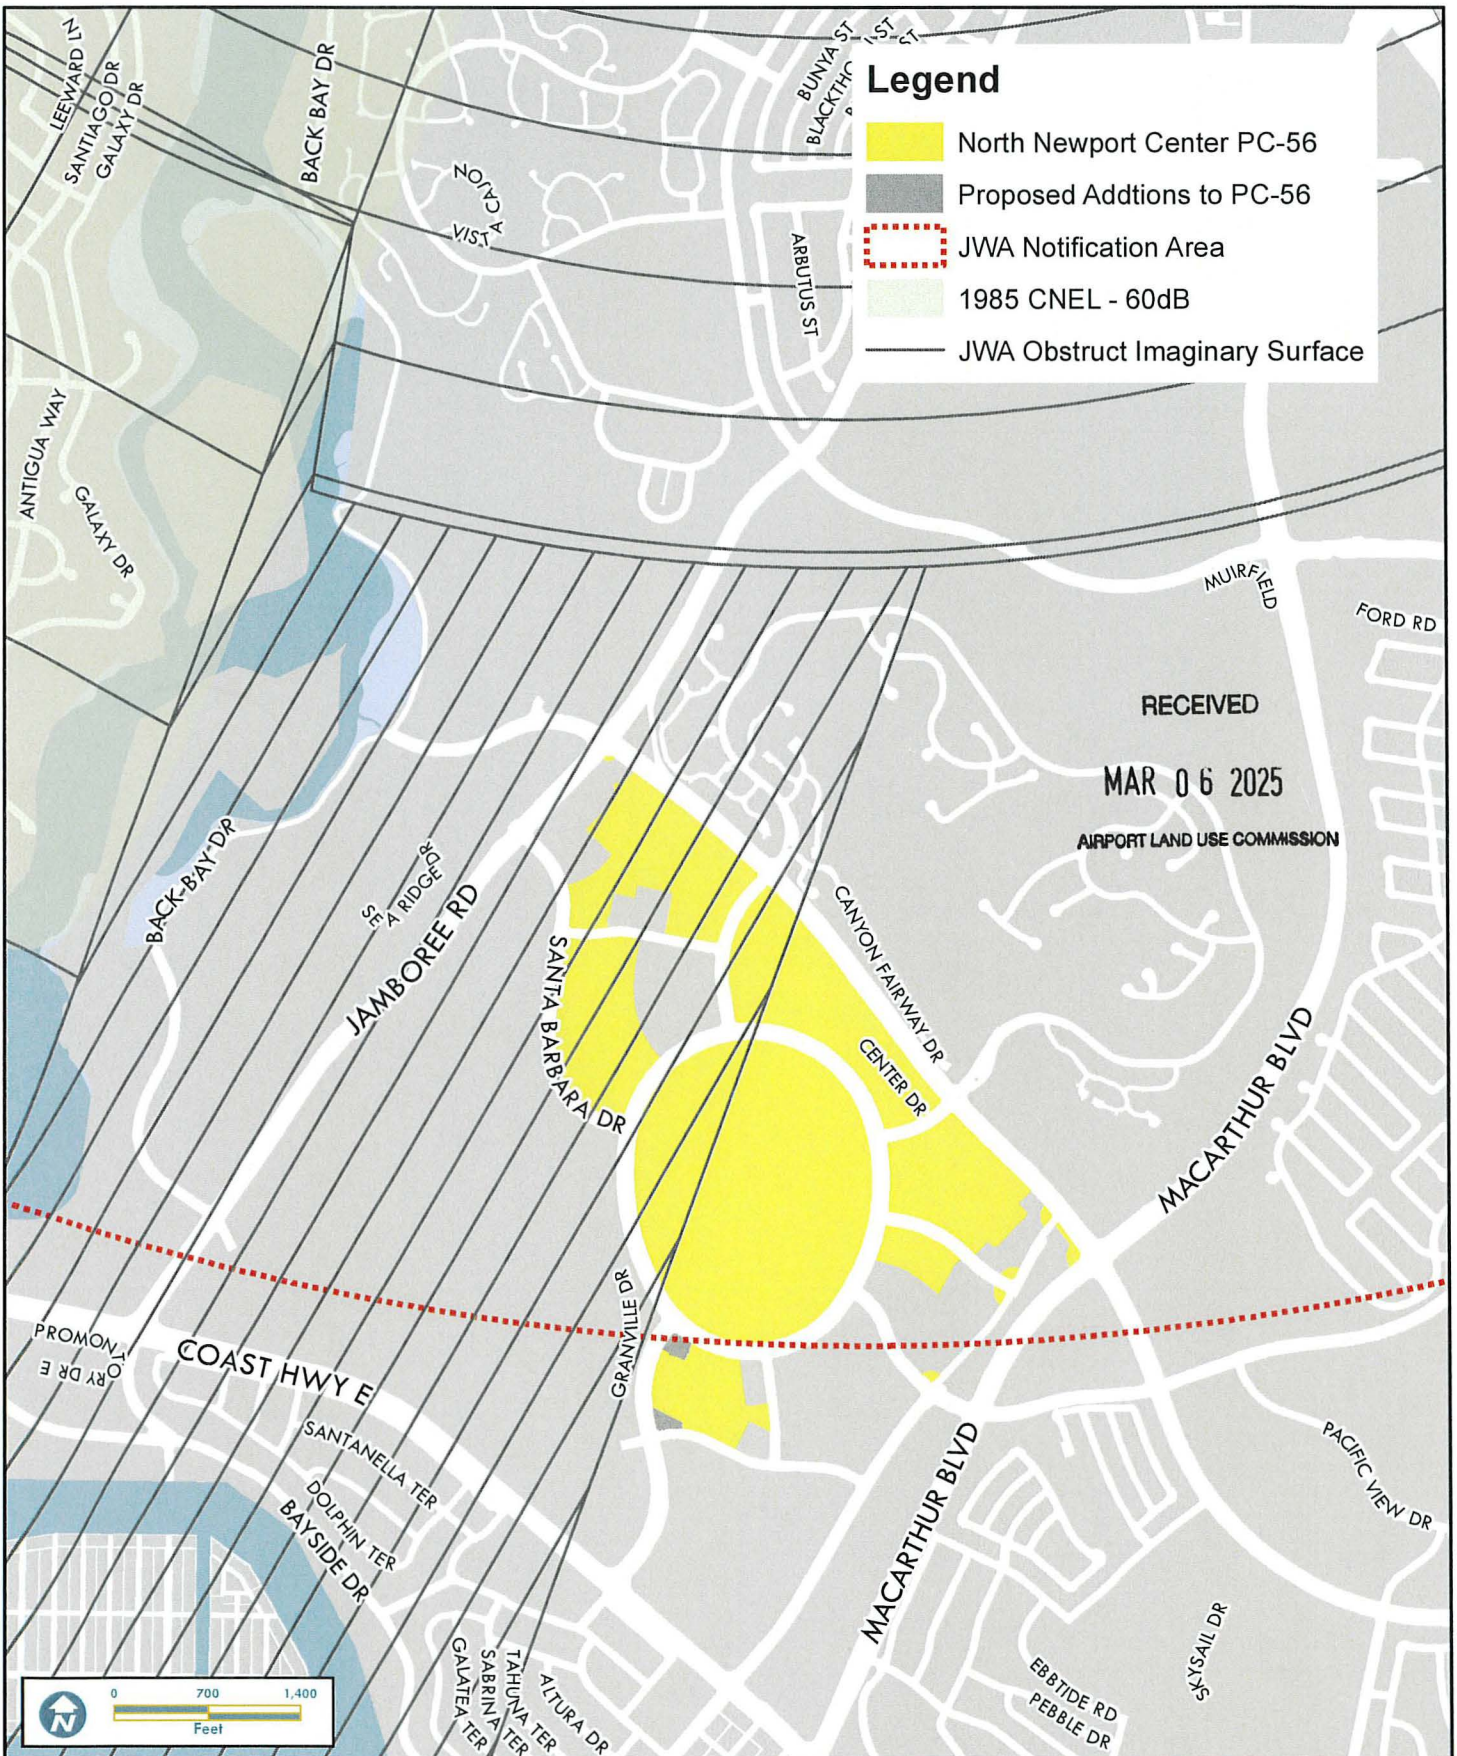 LEEWARD LN
SANTIAGO DR
GALAXY DR
BACK BAY DR
BUNYA ST
ST
ST
Legend
North Newport Center PC-56
Proposed Addtions to PC-56
JWA Notification Area
1985 CNEL - 60dB
JWA Obstruct Imaginary Surface
VISTA CAJON
ARBUTUS ST
ANTIGUA WAY
GALAXY DR
MUIRFIELD
FORD RD
RECEIVED
MAR 06 2025
AIRPORT LAND USE COMMISSION
BACK BAY DR
SEA RIDGE DR
JAMBOREE RD
SANTA BARBARA DR
CANYON FAIRWAY DR
CENTER DR
MACARTHUR BLVD
GRANVILLE DR
PROMONTORY DR E
COAST HWY E
SANTANELLA TER
DOLPHIN TER
BAYSIDE DR
MACARTHUR BLVD
PACIFIC VIEW DR
GALATEA TER
SABRINA TER
TAHUNA TER
ALTURA DR
EBBTIDE RD
PEBBLE DR
SKYSAIL DR
N
0 700 1,400
Feet